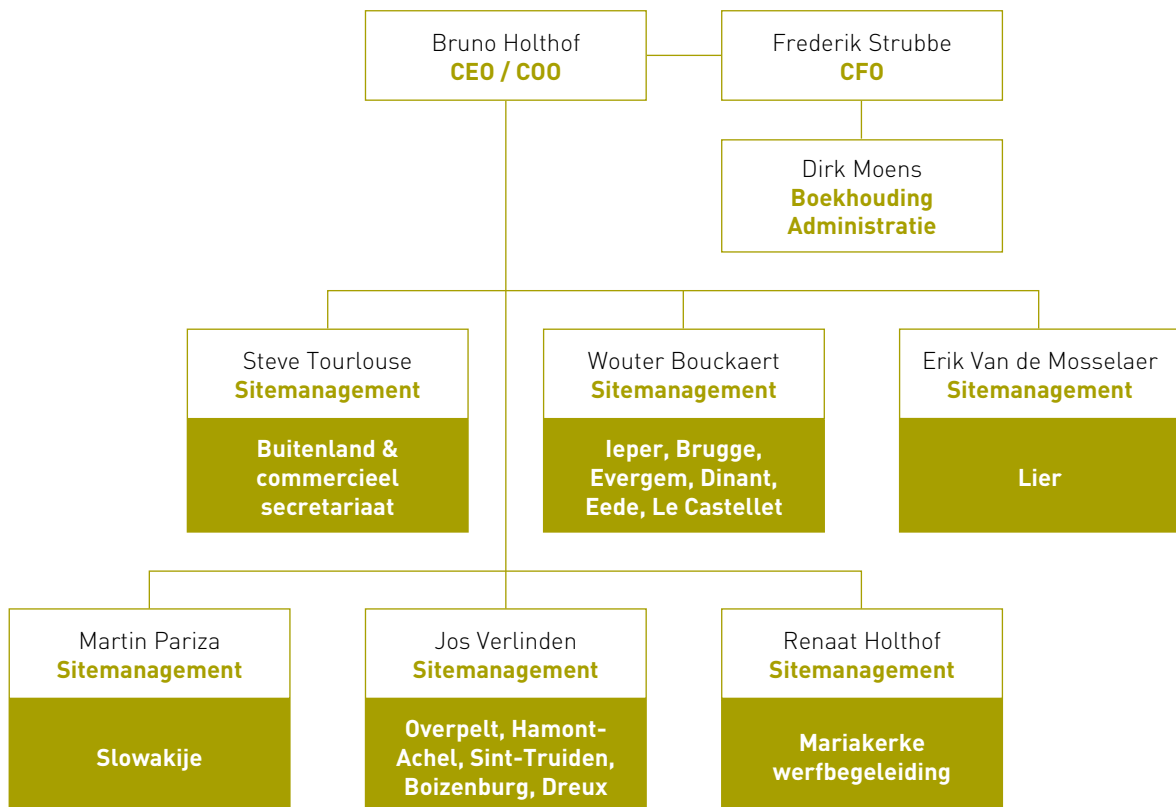 Bruno Holthof
CEO / COO
Frederik Strubbe
CFO
Dirk Moens
Boekhouding
Administratie
Steve Tourlouse
Sitemanagement
Buitenland &
commercieel
secretariaat
Wouter Bouckaert
Sitemanagement
Ieper, Brugge,
Evergem, Dinant,
Eede, Le Castellet
Erik Van de Mosselaer
Sitemanagement
Lier
Martin Pariza
Sitemanagement
Slowakije
Jos Verlinden
Sitemanagement
Overpelt, Hamont-
Achel, Sint-Truiden,
Boizenburg, Dreux
Renaat Holthof
Sitemanagement
Mariakerke
werfbegeleiding